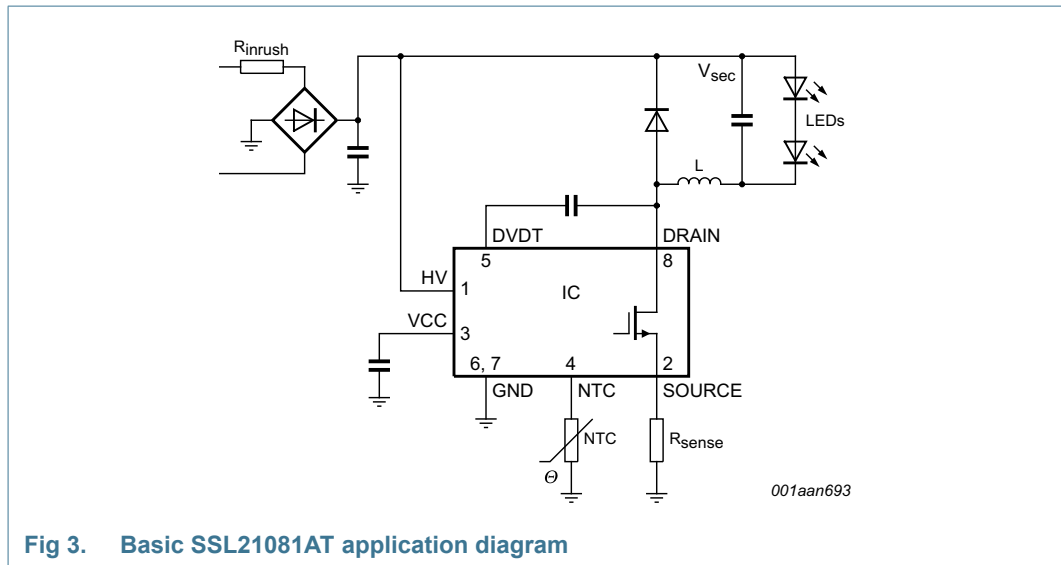 Rinrush
Vsec
LEDs
L
DVDT
DRAIN
5
8
HV
1
IC
VCC
3
6, 7
4
2
GND
NTC
SOURCE
NTC
Rsense
Θ
001aan693
Fig 3. Basic SSL21081AT application diagram